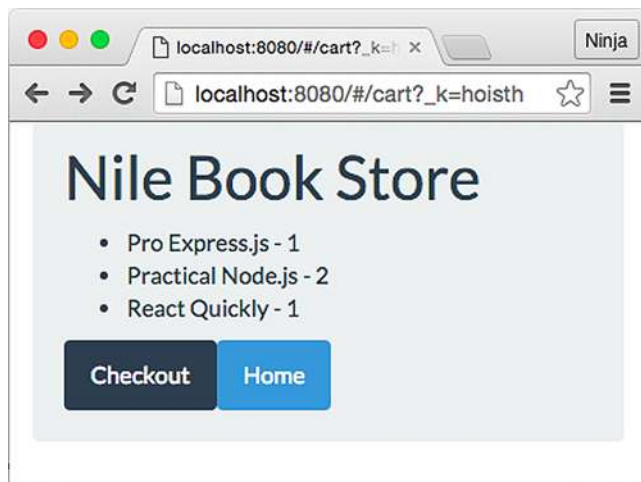 localhost:8080/#/cart?_k=h
Ninja
localhost:8080/#/cart?_k=hoisth
Nile Book Store
Pro Express.js - 1
Practical Node.js - 2
React Quickly - 1
Checkout Home